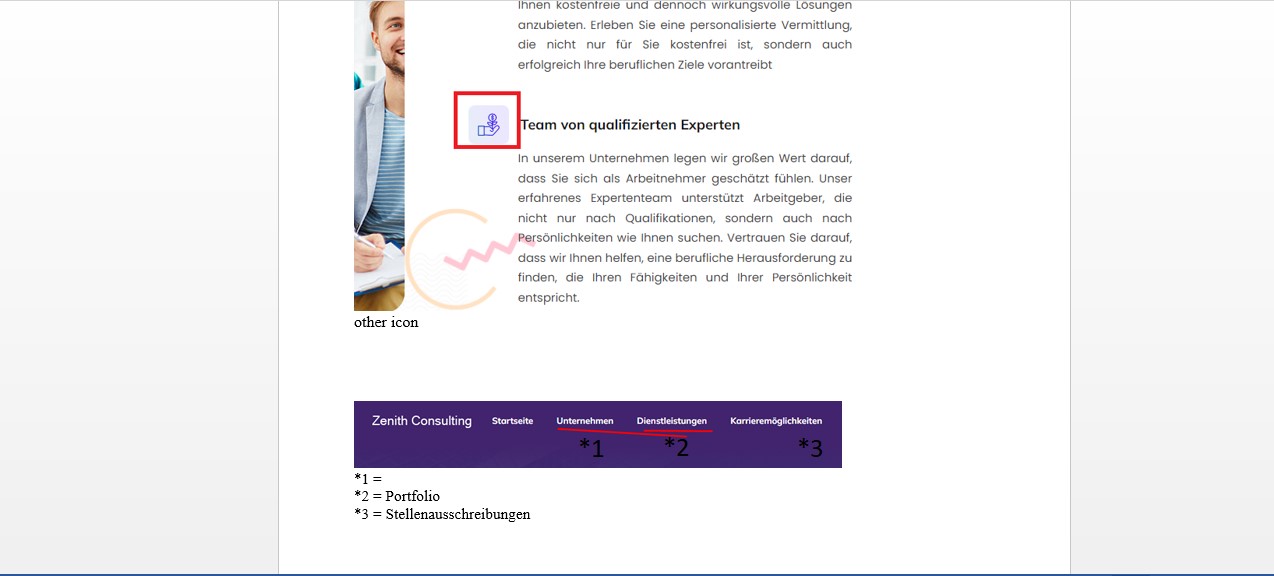 Ihnen kostenfreie und dennoch wirkungsvolle Lösungen
anzubieten. Erleben Sie eine personalisierte Vermittlung,
die nicht nur für Sie kostenfrei ist, sondern auch
erfolgreich Ihre beruflichen Ziele vorantreibt
Team von qualifizierten Experten
In unserem Unternehmen legen wir großen Wert darauf,
dass Sie sich als Arbeitnehmer geschätzt fühlen. Unser
erfahrenes Expertenteam unterstützt Arbeitgeber, die
nicht nur nach Qualifikationen, sondern auch nach
Persönlichkeiten wie Ihnen suchen. Vertrauen Sie darauf,
dass wir Ihnen helfen, eine berufliche Herausforderung zu
finden, die Ihren Fähigkeiten und Ihrer Persönlichkeit
entspricht.
other icon
Zenith Consulting Startseite Unternehmen Dienstleistungen Karrieremöglichkeiten
*1 *2 *3
*1 =
*2 = Portfolio
*3 = Stellenausschreibungen